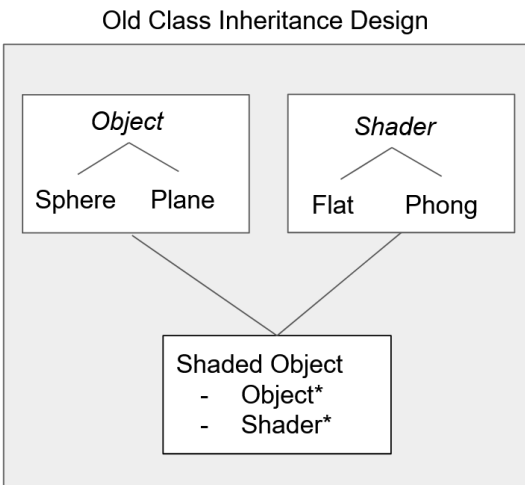 Old Class Inheritance Design
Object
Sphere Plane
Shader
Flat Phong
Shaded Object
- Object*
- Shader*